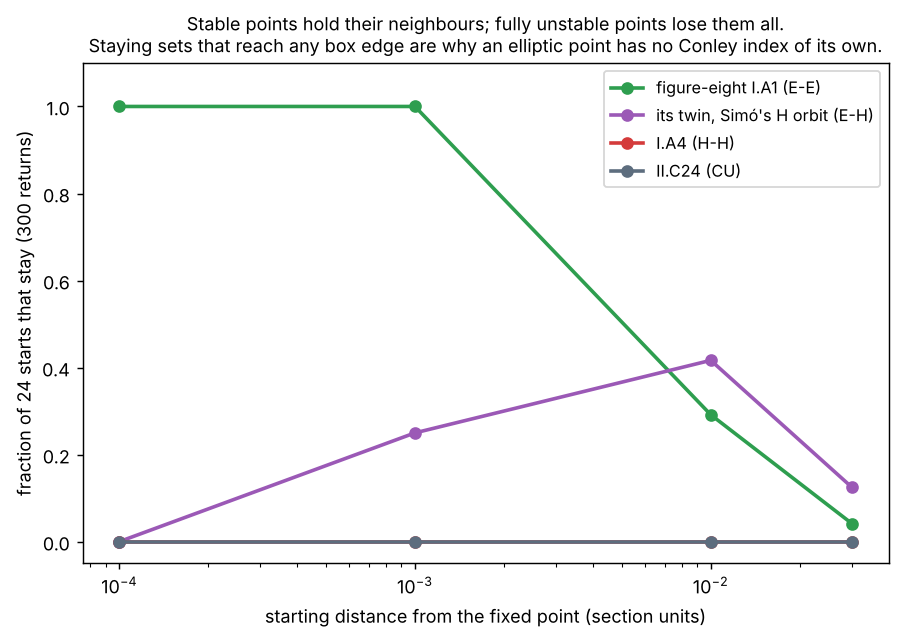 Stable points hold their neighbours; fully unstable points lose them all.
Staying sets that reach any box edge are why an elliptic point has no Conley index of its own.
figure-eight I.A1 (E-E)
its twin, Simó's H orbit (E-H)
I.A4 (H-H)
II.C24 (CU)
fraction of 24 starts that stay (300 returns)
1.0
0.8
0.6
0.4
0.2
0.0
10⁻⁴
10⁻³
10⁻²
starting distance from the fixed point (section units)